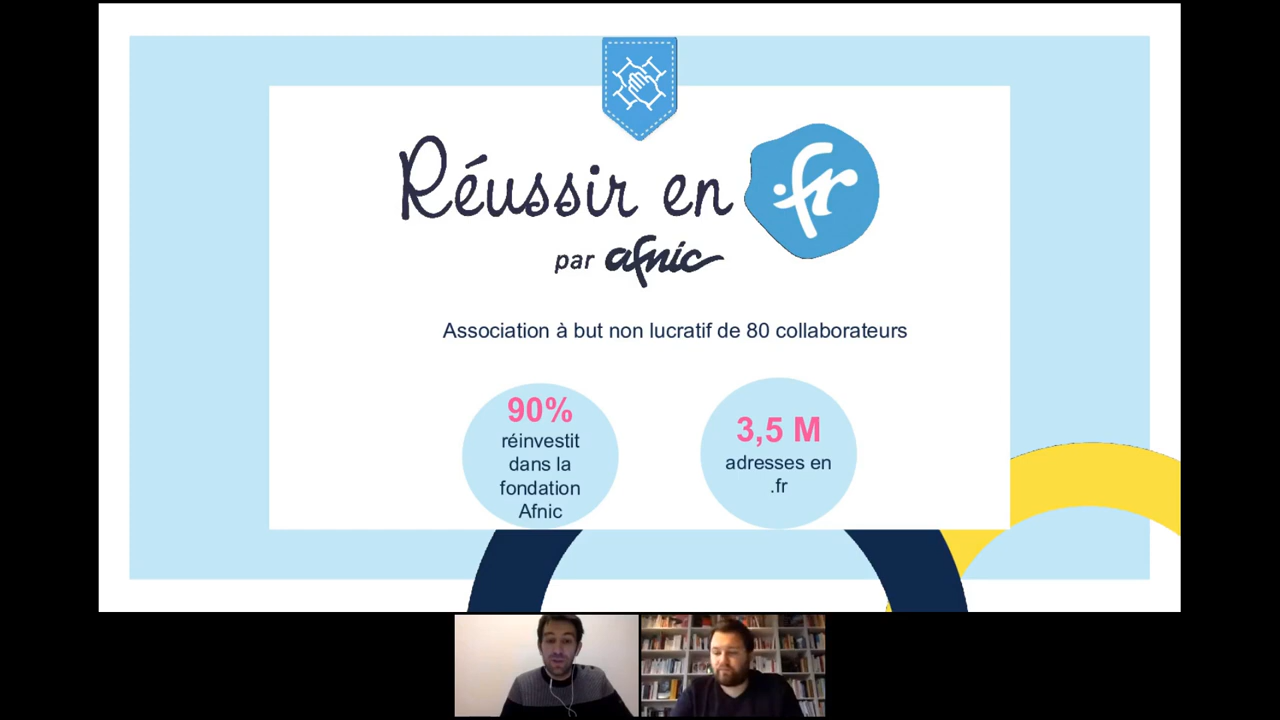 Réussir en .fr
par afnic
Association à but non lucratif de 80 collaborateurs
90%
réinvestit
dans la
fondation
Afnic
3,5 M
adresses en
.fr